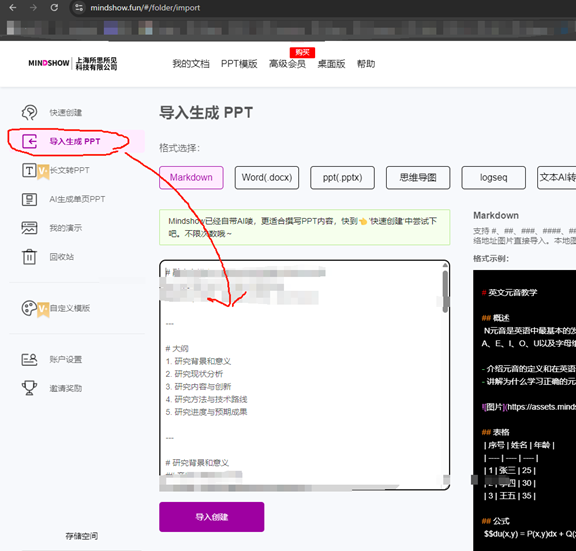 mindshow.fun/#/folder/import
MINDSHOW
上海所思所见
科技有限公司
我的文档
PPT模版
高级会员
购买
桌面版
帮助
快速创建
导入生成 PPT
长文转PPT
AI生成单页PPT
我的演示
回收站
自定义模版
账户设置
邀请奖励
存储空间
导入生成 PPT
格式选择：
Markdown
Word(.docx)
ppt(.pptx)
思维导图
logseq
文本AI转
Mindshow已经自带AI喽，更适合撰写PPT内容，快到👈'快速创建'中尝试下
吧。不限次数哦~
---
# 大纲
1. 研究背景和意义
2. 研究现状分析
3. 研究内容与创新
4. 研究方法与技术路线
5. 研究进度与预期成果
---
# 研究背景和意义
导入创建
Markdown
支持 #、##、###、####、##
络地址图片直接导入。本地图
格式示例：
# 英文元音教学
## 概述
N元音是英语中最基本的发
A、E、I、O、U以及字母组
- 介绍元音的定义和在英语
- 讲解为什么学习正确的元
![图片](https://assets.minds
## 表格
| 序号 | 姓名 | 年龄 |
| ---- | ---- | ---- |
| 1 | 张三 | 25 |
| 李四 | 30 |
| 3 | 王五 | 35 |
## 公式
$$du(x,y) = P(x,y)dx + Q(x